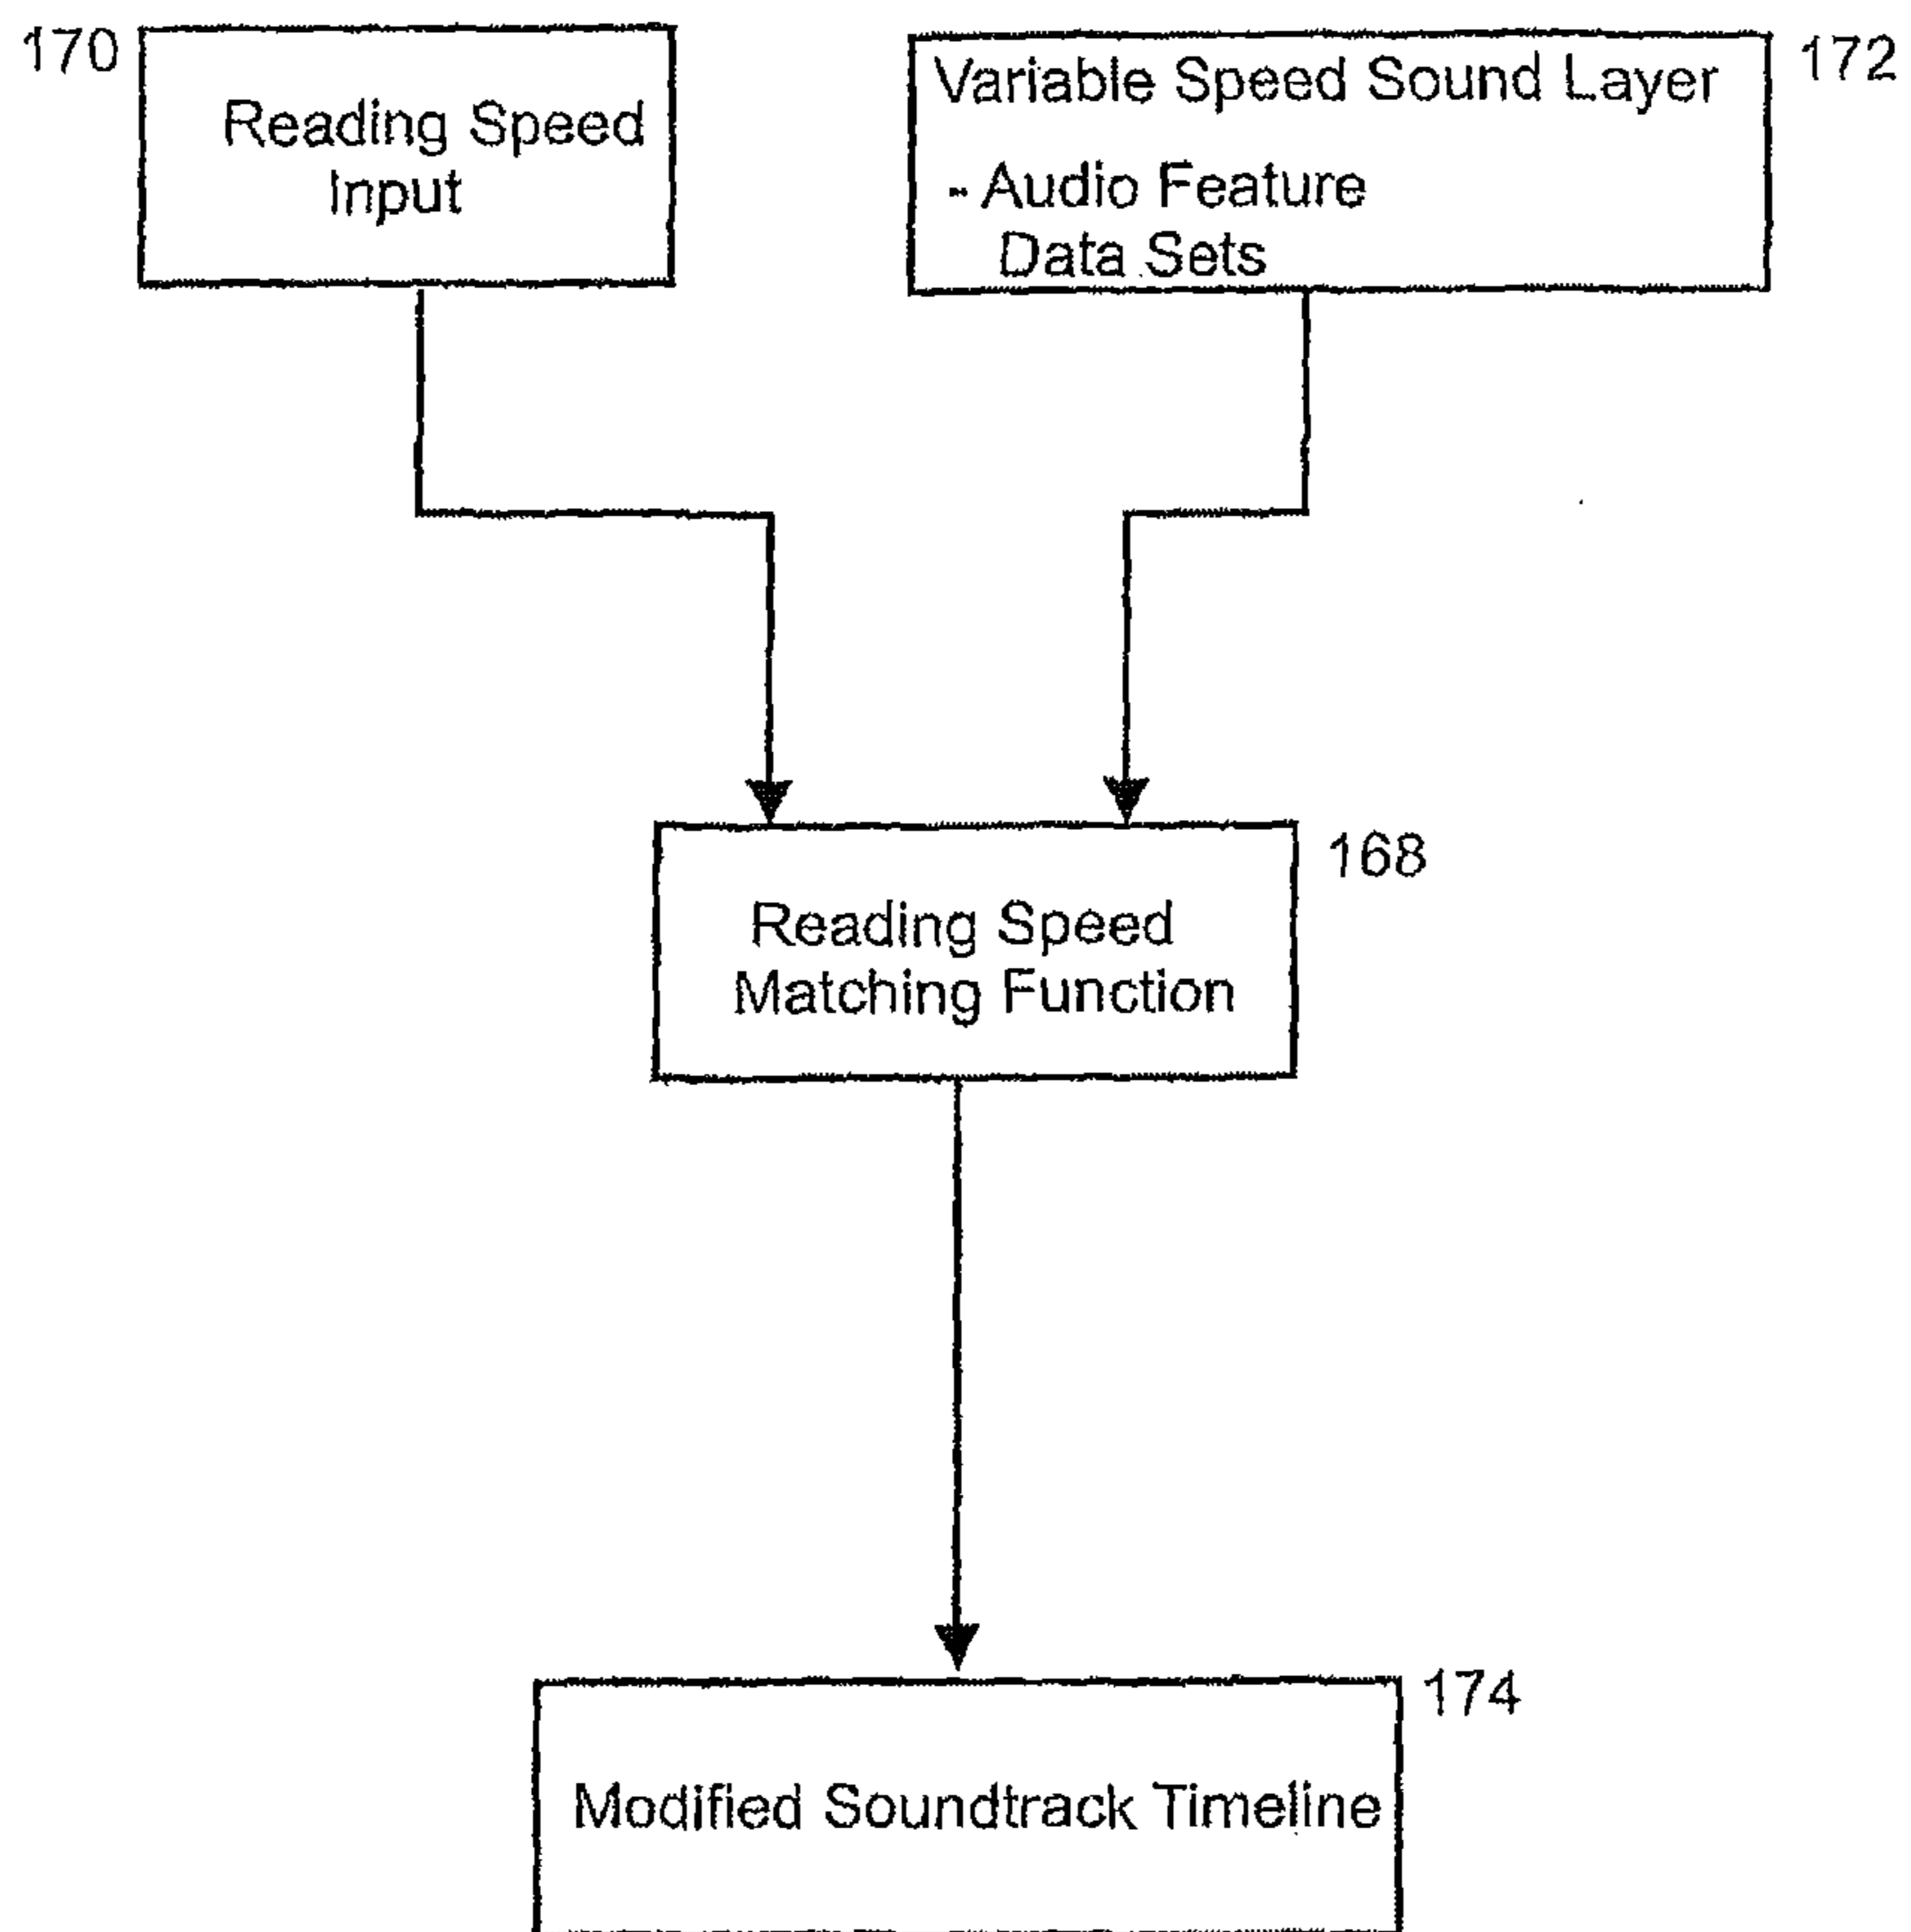 170
Reading Speed
Input
Variable Speed Sound Layer
- Audio Feature
Data Sets
172
Reading Speed
Matching Function
168
Modified Soundtrack Timeline
174